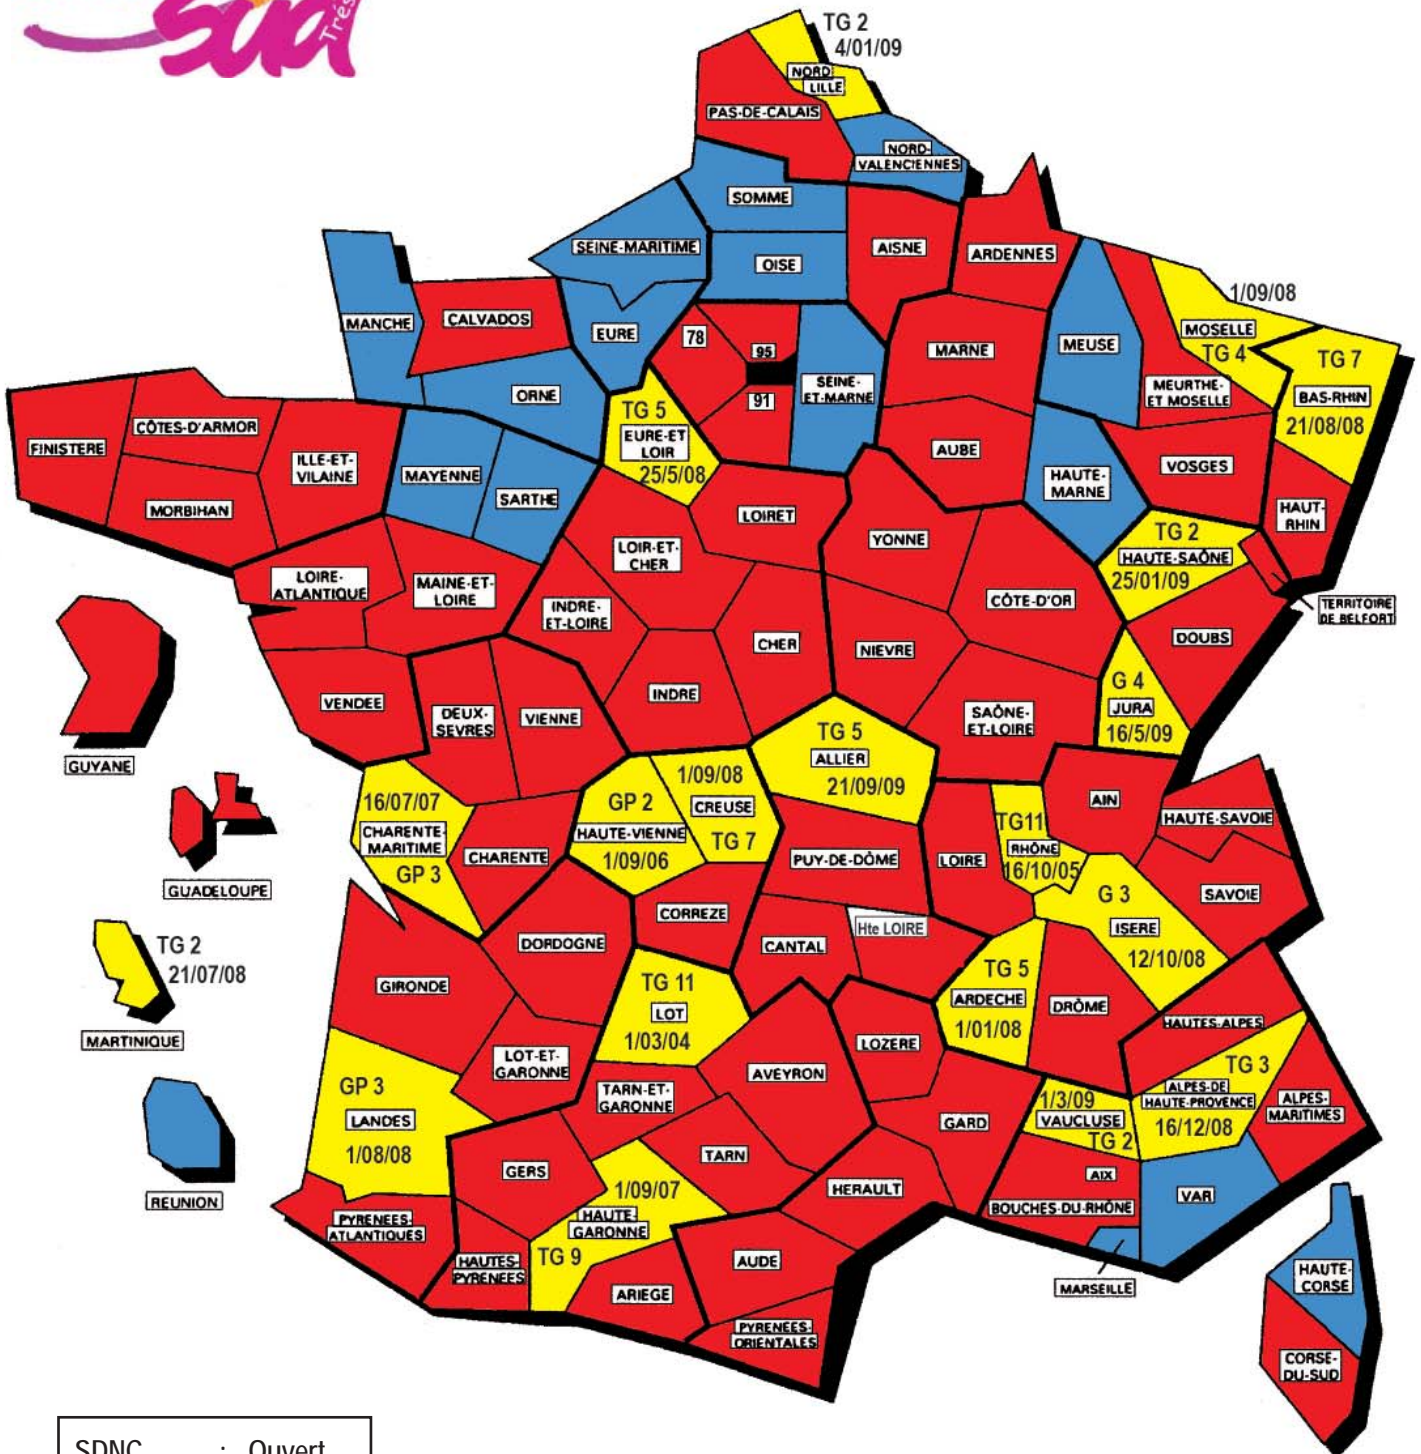 Sud
Trés
TG 2
4/01/09
NORD
LILLE
PAS-DE-CALAIS
NORD-
VALENCIENNES
SOMME
SEINE-MARITIME
OISE
AISNE
ARDENNES
1/09/08
MANCHE
CALVADOS
EURE
78
95
91
SEINE-
ET-MARNE
MARNE
MEUSE
MOSELLE
TG 4
MEURTHE-
ET MOSELLE
TG 7
BAS-RHIN
21/08/08
ORNE
TG 5
EURE-ET
LOIR
25/5/08
FINISTERE
CÔTES-D'ARMOR
ILLE-ET-
VILAINE
MORBIHAN
MAYENNE
SARTHE
LOIRET
AUBE
HAUTE-
MARNE
VOSGES
HAUT-
RHIN
LOIR-ET-
CHER
YONNE
TG 2
HAUTE-SAÔNE
25/01/09
LOIRE-
ATLANTIQUE
MAINE-ET-
LOIRE
INDRE-
ET-LOIRE
CHER
NIEVRE
CÔTE-D'OR
DOUBS
TERRITOIRE
DE BELFORT
VENDEE
DEUX-
SEVRES
VIENNE
INDRE
SAÔNE-
ET-LOIRE
G 4
JURA
16/5/09
GUYANE
TG 5
ALLIER
21/09/09
16/07/07
CHARENTE-
MARITIME
GP 3
CHARENTE
GP 2
HAUTE-VIENNE
1/09/06
1/09/08
CREUSE
TG 7
PUY-DE-DÔME
LOIRE
TG11
RHÔNE
16/10/05
AIN
HAUTE-SAVOIE
SAVOIE
GUADELOUPE
CORREZE
G 3
ISERE
12/10/08
DORDOGNE
CANTAL
Hte LOIRE
TG 2
21/07/08
MARTINIQUE
GIRONDE
TG 11
LOT
1/03/04
TG 5
ARDECHE
1/01/08
DRÔME
HAUTES-ALPES
LOT-ET-
GARONNE
AVEYRON
LOZERE
GP 3
LANDES
1/08/08
TARN-ET-
GARONNE
GARD
1/3/09
VAUCLUSE
TG 2
TG 3
ALPES-DE
HAUTE-PROVENCE
16/12/08
ALPES-
MARITIMES
REUNION
GERS
TARN
HERAULT
AIX
BOUCHES-DU-RHÔNE
VAR
PYRENEES-
ATLANTIQUES
HAUTES-
PYRENEES
1/09/07
HAUTE-
GARONNE
TG 9
ARIEGE
AUDE
MARSEILLE
HAUTE-
CORSE
PYRENEES-
ORIENTALES
CORSE-
DU-SUD
SDNC : Ouvert